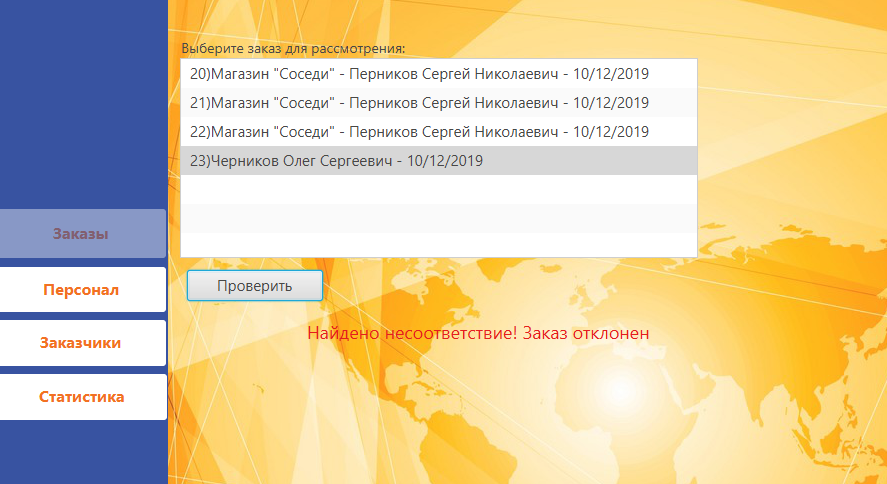 Выберите заказ для рассмотрения:
20)Магазин "Соседи" - Перников Сергей Николаевич - 10/12/2019
21)Магазин "Соседи" - Перников Сергей Николаевич - 10/12/2019
22)Магазин "Соседи" - Перников Сергей Николаевич - 10/12/2019
23)Черников Олег Сергеевич - 10/12/2019
Заказы
Персонал
Заказчики
Статистика
Проверить
Найдено несоответствие! Заказ отклонен